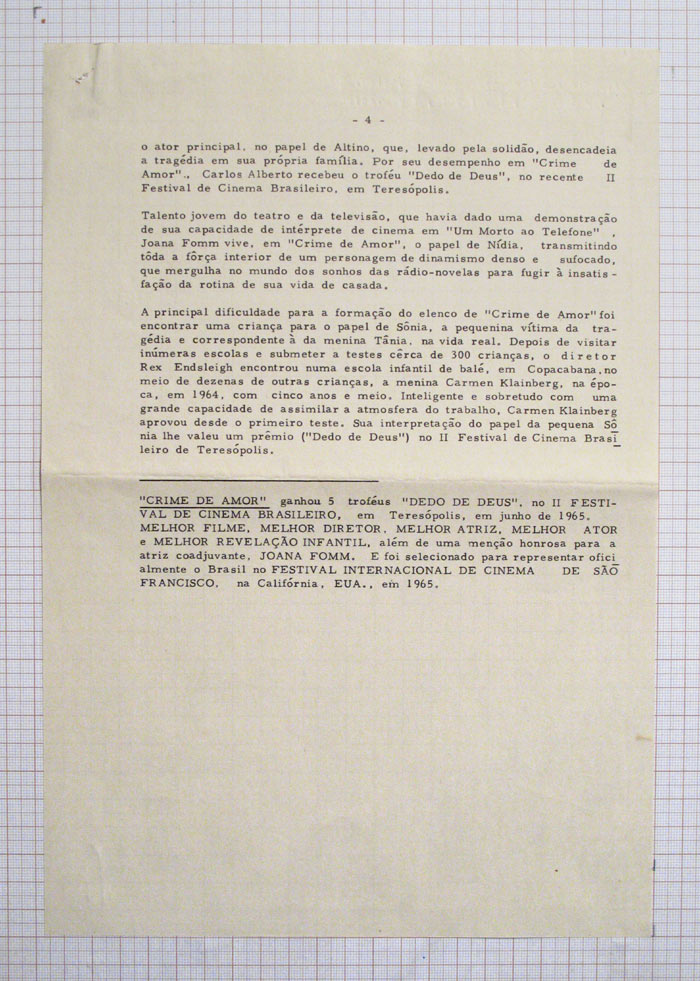 - 4 -
o ator principal, no papel de Altino, que, levado pela solidão, desencadeia
a tragédia em sua própria família. Por seu desempenho em "Crime de
Amor"., Carlos Alberto recebeu o troféu "Dedo de Deus", no recente II
Festival de Cinema Brasileiro, em Teresópolis.
Talento jovem do teatro e da televisão, que havia dado uma demonstração
de sua capacidade de intérprete de cinema em "Um Morto ao Telefone" ,
Joana Fomm vive, em "Crime de Amor", o papel de Nídia, transmitindo
tôda a fôrça interior de um personagem de dinamismo denso e sufocado,
que mergulha no mundo dos sonhos das rádio-novelas para fugir à insatis-
fação da rotina de sua vida de casada.
A principal dificuldade para a formação do elenco de "Crime de Amor" foi
encontrar uma criança para o papel de Sônia, a pequenina vítima da tra-
gédia e correspondente à da menina Tânia, na vida real. Depois de visitar
inúmeras escolas e submeter a testes cêrca de 300 crianças, o diretor
Rex Endsleigh encontrou numa escola infantil de balé, em Copacabana, no
meio de dezenas de outras crianças, a menina Carmen Klainberg, na épo-
ca, em 1964, com cinco anos e meio. Inteligente e sobretudo com uma
grande capacidade de assimilar a atmosfera do trabalho, Carmen Klainberg
aprovou desde o primeiro teste. Sua interpretação do papel da pequena Sô
nia lhe valeu um prêmio ("Dedo de Deus") no II Festival de Cinema Brasi
leiro de Teresópolis.
"CRIME DE AMOR" ganhou 5 troféus "DEDO DE DEUS", no II FESTI-
VAL DE CINEMA BRASILEIRO, em Teresópolis, em junho de 1965.
MELHOR FILME, MELHOR DIRETOR, MELHOR ATRIZ, MELHOR ATOR
e MELHOR REVELAÇÃO INFANTIL, além de uma menção honrosa para a
atriz coadjuvante, JOANA FOMM. E foi selecionado para representar ofici
almente o Brasil no FESTIVAL INTERNACIONAL DE CINEMA DE SÃO
FRANCISCO, na Califórnia, EUA., em 1965.